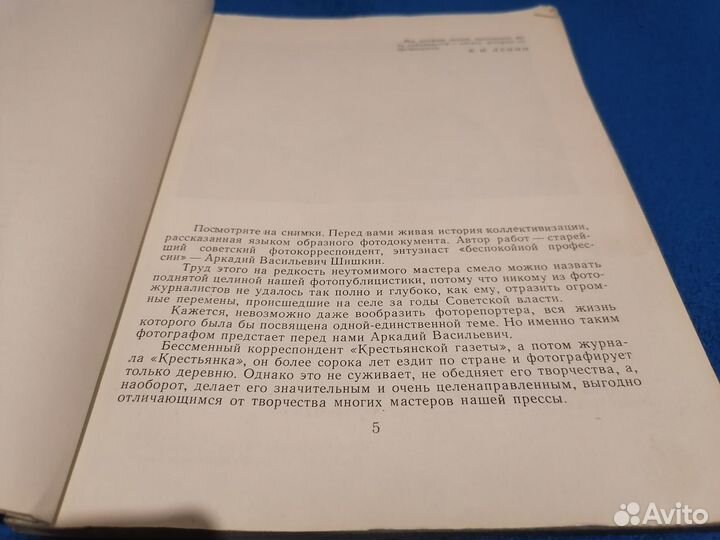 В. И. ЛЕНИН
Посмотрите на снимки. Перед вами живая история коллективизации,
рассказанная языком образного фотодокумента. Автор работ — старей-
ший советский фотокорреспондент, энтузиаст «беспокойной профес-
сии» — Аркадий Васильевич Шишкин.
Труд этого на редкость неутомимого мастера смело можно назвать
поднятой целиной нашей фотопублицистики, потому что никому из фото-
журналистов не удалось так полно и глубоко, как ему, отразить огром-
ные перемены, происшедшие на селе за годы Советской власти.
Кажется, невозможно даже вообразить фоторепортера, вся жизнь
которого была бы посвящена одной-единственной теме. Но именно таким
фотографом предстает перед нами Аркадий Васильевич.
Бессменный корреспондент «Крестьянской газеты», а потом журна-
ла «Крестьянка», он более сорока лет ездит по стране и фотографирует
только деревню. Однако это не суживает, не обедняет его творчества, а,
наоборот, делает его значительным и очень целенаправленным, выгодно
отличающимся от творчества многих мастеров нашей прессы.
5
Avito